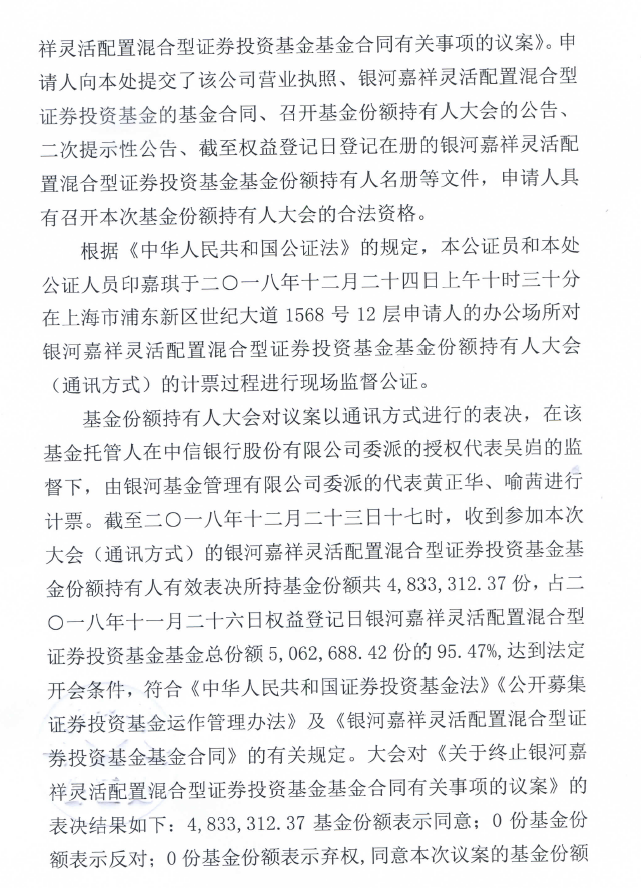 祥灵活配置混合型证券投资基金基金合同有关事项的议案》。申
请人向本处提交了该公司营业执照、银河嘉祥灵活配置混合型
证券投资基金的基金合同、召开基金份额持有人大会的公告、
二次提示性公告、截至权益登记日登记在册的银河嘉祥灵活配
置混合型证券投资基金基金份额持有人名册等文件，申请人具
有召开本次基金份额持有人大会的合法资格。
根据《中华人民共和国公证法》的规定，本公证员和本处
公证人员印嘉琪于二〇一八年十二月二十四日上午十时三十分
在上海市浦东新区世纪大道 1568 号 12 层申请人的办公场所对
银河嘉祥灵活配置混合型证券投资基金基金份额持有人大会
（通讯方式）的计票过程进行现场监督公证。
基金份额持有人大会对议案以通讯方式进行的表决，在该
基金托管人在中信银行股份有限公司委派的授权代表吴岿的监
督下，由银河基金管理有限公司委派的代表黄正华、喻茜进行
计票。截至二〇一八年十二月二十三日十七时，收到参加本次
大会（通讯方式）的银河嘉祥灵活配置混合型证券投资基金基
金份额持有人有效表决所持基金份额共 4,833,312.37 份，占二
〇一八年十一月二十六日权益登记日银河嘉祥灵活配置混合型
证券投资基金基金总份额 5,062,688.42 份的 95.47%,达到法定
开会条件，符合《中华人民共和国证券投资基金法》《公开募集
证券投资基金运作管理办法》及《银河嘉祥灵活配置混合型证
券投资基金基金合同》的有关规定。大会对《关于终止银河嘉
祥灵活配置混合型证券投资基金基金合同有关事项的议案》的
表决结果如下：4,833,312.37 基金份额表示同意；0 份基金份
额表示反对；0 份基金份额表示弃权,同意本次议案的基金份额